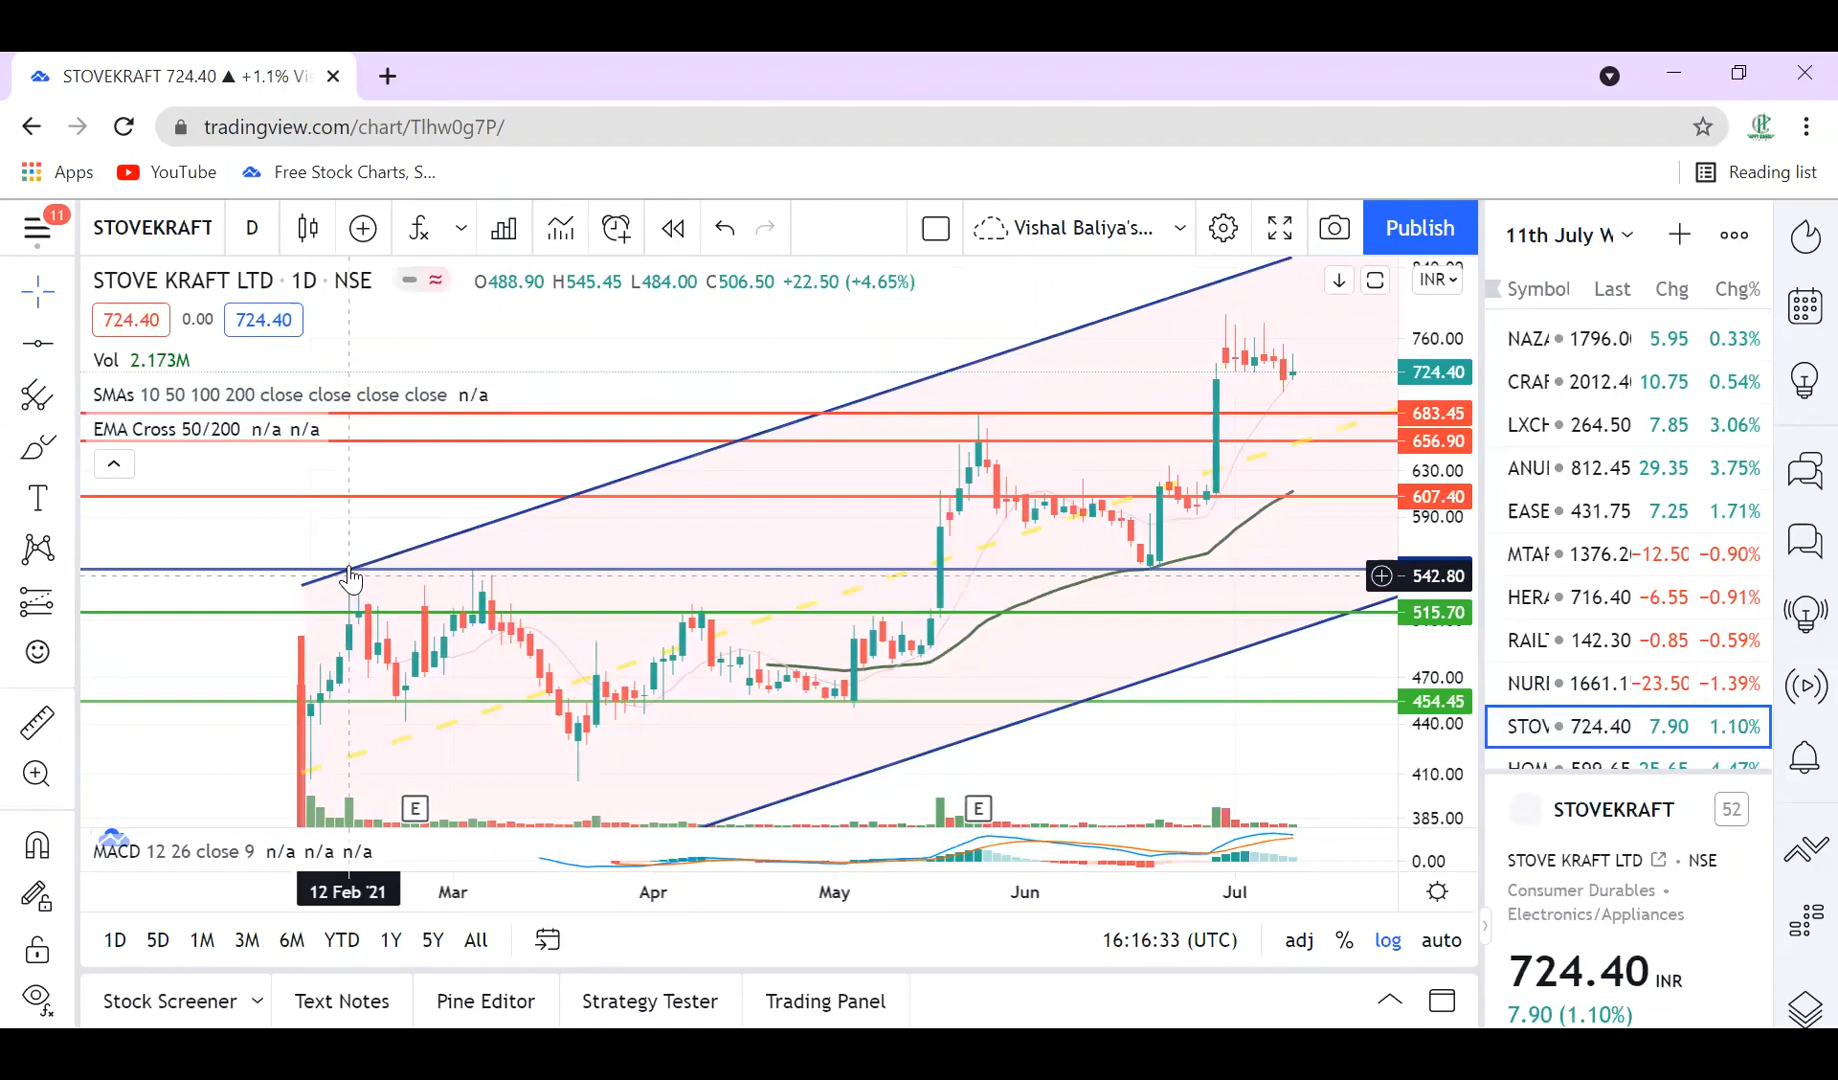 STOVEKRAFT 724.40 ▲ +1.1% Vi
tradingview.com/chart/Tlhw0g7P/
Apps YouTube Free Stock Charts, S... Reading list
11 STOVEKRAFT D Vishal Baliya's... Publish 11th July W
STOVE KRAFT LTD · 1D · NSE O488.90 H545.45 L484.00 C506.50 +22.50 (+4.65%) INR
724.40 0.00 724.40
Vol 2.173M
SMAs 10 50 100 200 close close close close n/a
EMA Cross 50/200 n/a n/a
760.00
724.40
683.45
656.90
630.00
607.40
590.00
542.80
515.70
470.00
454.45
440.00
410.00
385.00
E E
MACD 12 26 close 9 n/a n/a n/a
0.00
12 Feb '21 Mar Apr May Jun Jul
1D 5D 1M 3M 6M YTD 1Y 5Y All 16:16:33 (UTC) adj % log auto
Stock Screener Text Notes Pine Editor Strategy Tester Trading Panel
Symbol Last Chg Chg%
NAZA 1796.0 5.95 0.33%
CRAF 2012.4 10.75 0.54%
LXCH 264.50 7.85 3.06%
ANUI 812.45 29.35 3.75%
EASE 431.75 7.25 1.71%
MTAF 1376.2 −12.50 −0.90%
HERA 716.40 −6.55 −0.91%
RAIL 142.30 −0.85 −0.59%
NURI 1661.1 −23.50 −1.39%
STOV 724.40 7.90 1.10%
STOVEKRAFT 52
STOVE KRAFT LTD · NSE
Consumer Durables •
Electronics/Appliances
724.40 INR
7.90 (1.10%)